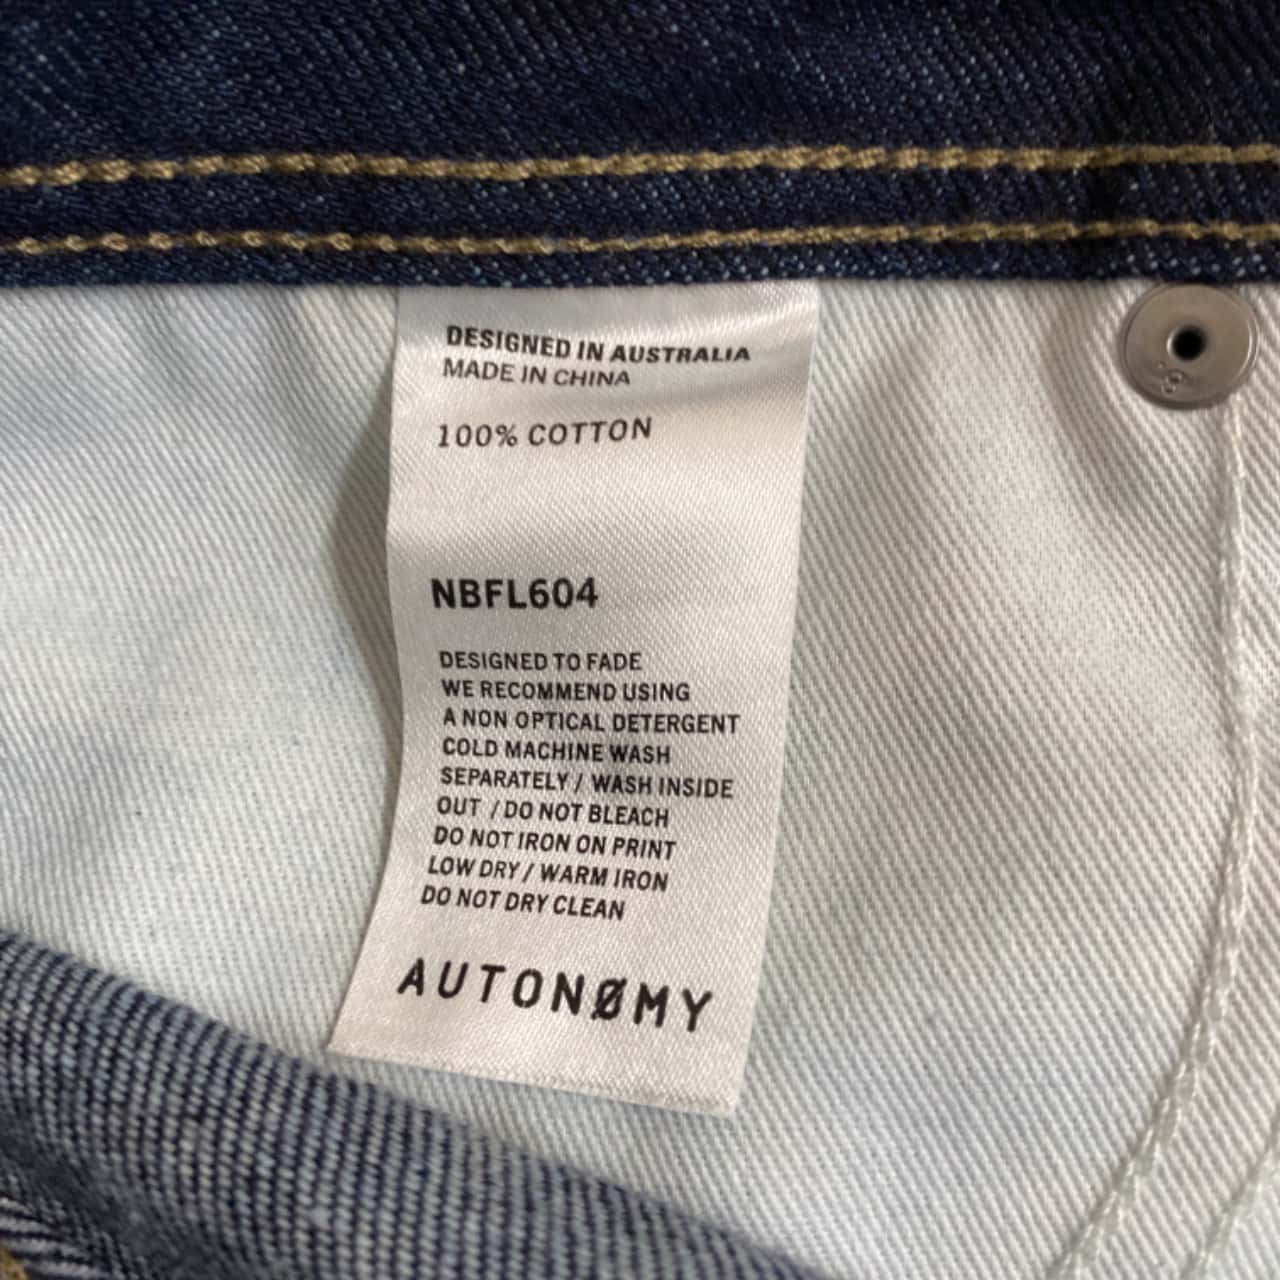 DESIGNED IN AUSTRALIA
MADE IN CHINA
100% COTTON
NBFL604
DESIGNED TO FADE
WE RECOMMEND USING
A NON OPTICAL DETERGENT
COLD MACHINE WASH
SEPARATELY / WASH INSIDE
OUT / DO NOT BLEACH
DO NOT IRON ON PRINT
LOW DRY / WARM IRON
DO NOT DRY CLEAN
AUTONØMY